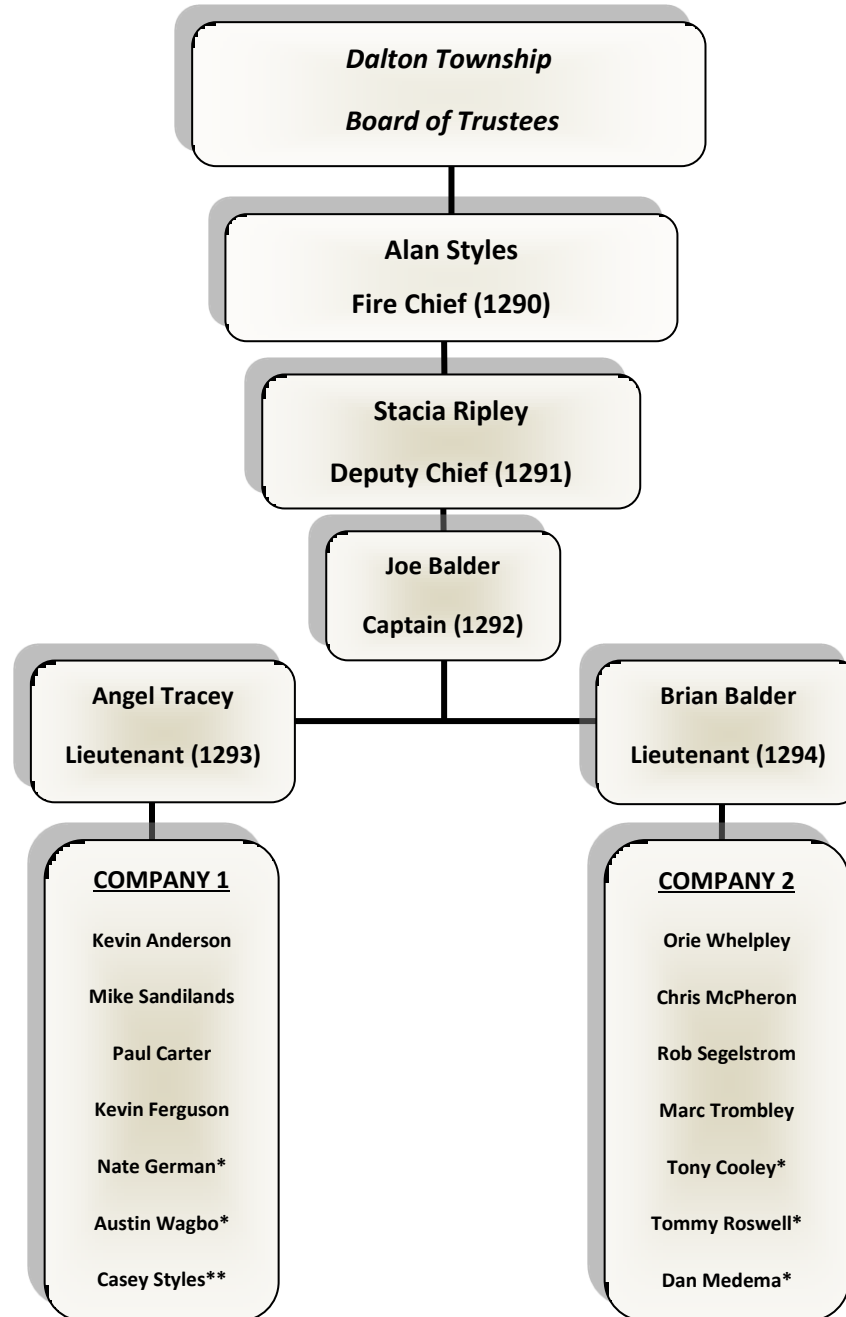 Dalton Township
Board of Trustees
Alan Styles
Fire Chief (1290)
Stacia Ripley
Deputy Chief (1291)
Joe Balder
Captain (1292)
Angel Tracey
Lieutenant (1293)
Brian Balder
Lieutenant (1294)
COMPANY 1
Kevin Anderson
Mike Sandilands
Paul Carter
Kevin Ferguson
Nate German*
Austin Wagbo*
Casey Styles**
COMPANY 2
Orie Whelpley
Chris McPheron
Rob Segelstrom
Marc Trombley
Tony Cooley*
Tommy Roswell*
Dan Medema*